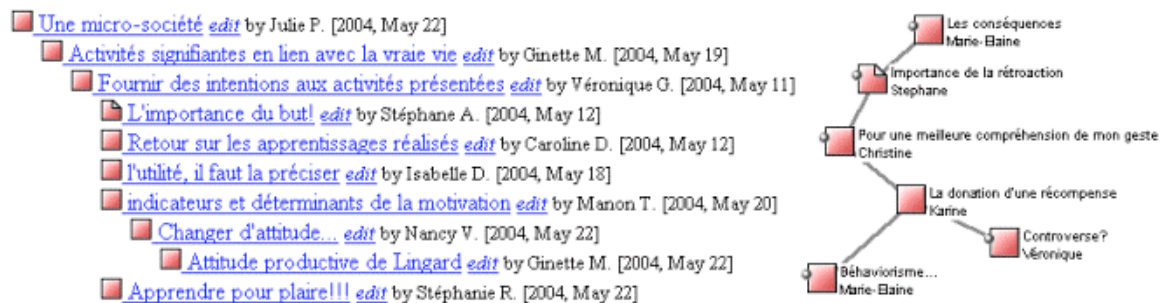 Une micro-société edit by Julie P. [2004, May 22]
Activités signifiantes en lien avec la vraie vie edit by Ginette M. [2004, May 19]
Fournir des intentions aux activités présentées edit by Véronique G. [2004, May 11]
L'importance du but! edit by Stéphane A. [2004, May 12]
Retour sur les apprentissages réalisés edit by Caroline D. [2004, May 12]
l'utilité, il faut la préciser edit by Isabelle D. [2004, May 18]
indicateurs et déterminants de la motivation edit by Manon T. [2004, May 20]
Changer d'attitude... edit by Nancy V. [2004, May 22]
Attitude productive de Lingard edit by Ginette M. [2004, May 22]
Apprendre pour plaire!!! edit by Stéphanie R. [2004, May 22]
Les conséquences
Marie-Elaine
Importance de la rétroaction
Stephane
Pour une meilleure compréhension de mon geste
Christine
La donation d'une récompense
Karine
Controverse?
Véronique
Béhaviorisme...
Marie-Elaine